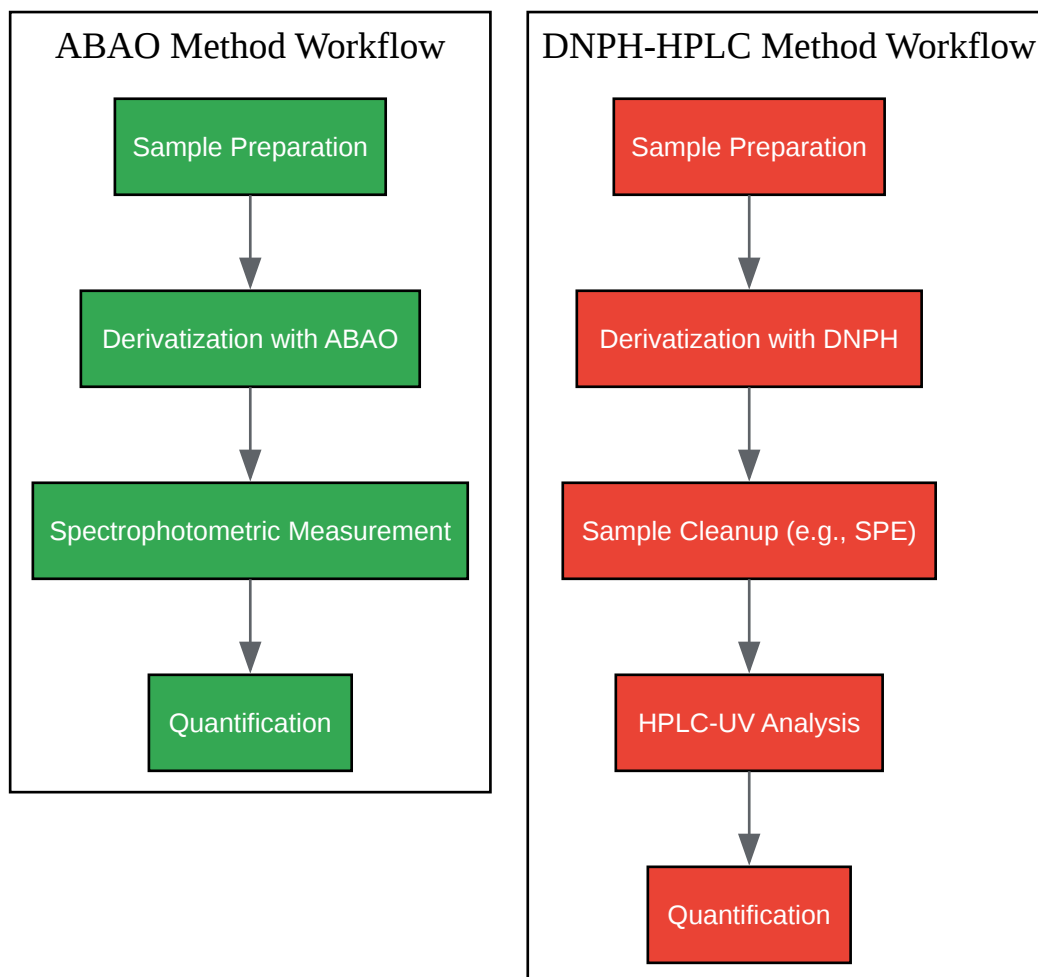 ABAO Method Workflow
Sample Preparation
Derivatization with ABAO
Spectrophotometric Measurement
Quantification
DNPH-HPLC Method Workflow
Sample Preparation
Derivatization with DNPH
Sample Cleanup (e.g., SPE)
HPLC-UV Analysis
Quantification